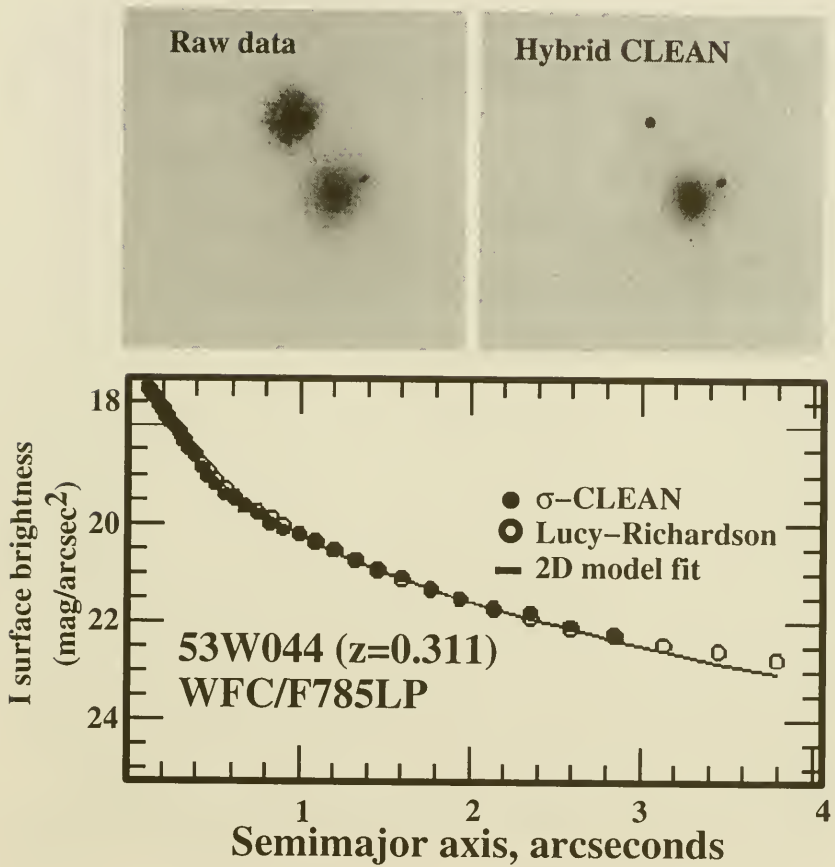 Raw data
Hybrid CLEAN
I surface brightness
(mag/arcsec²)
18
20
22
24
σ-CLEAN
Lucy-Richardson
2D model fit
53W044 (z=0.311)
WFC/F785LP
1
2
3
4
Semimajor axis, arcseconds